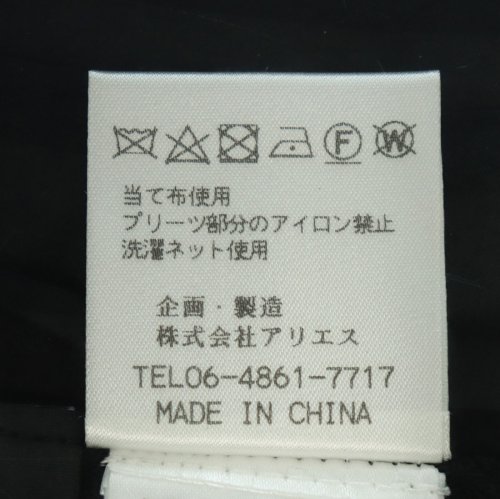 F W
当て布使用
プリーツ部分のアイロン禁止
洗濯ネット使用
企画・製造
株式会社アリエス
TEL06-4861-7717
MADE IN CHINA